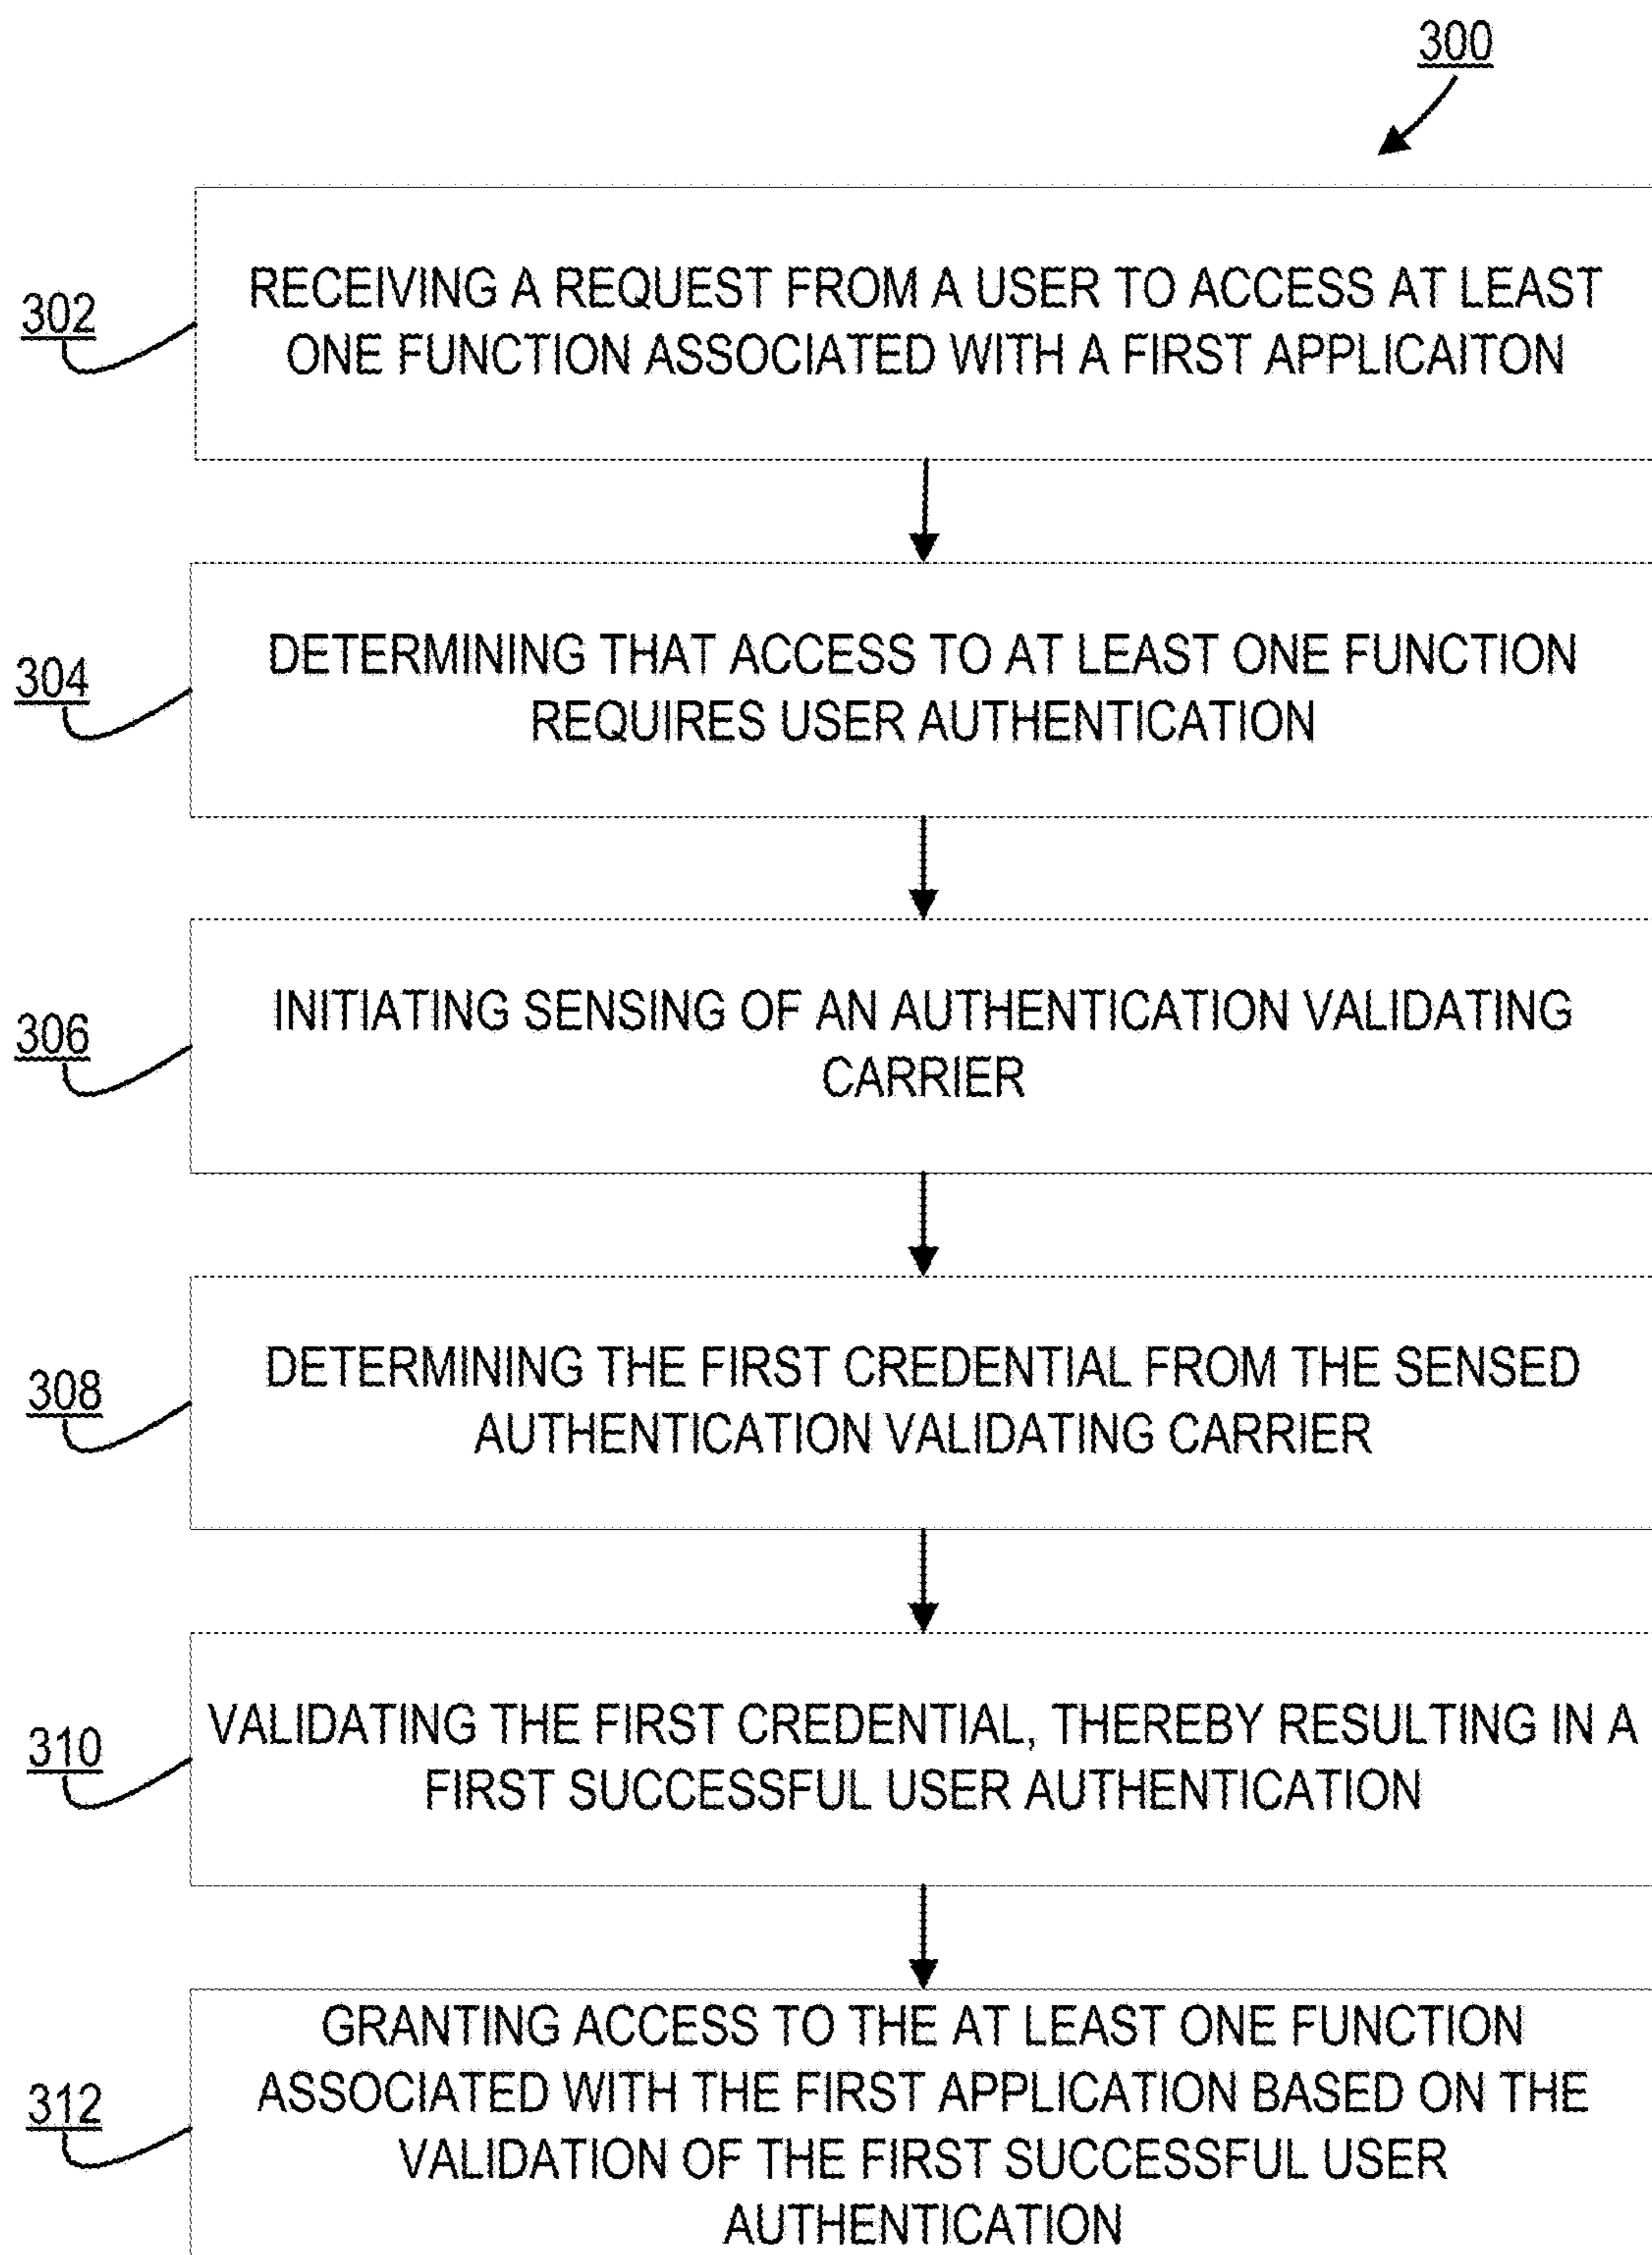 300
302
RECEIVING A REQUEST FROM A USER TO ACCESS AT LEAST
ONE FUNCTION ASSOCIATED WITH A FIRST APPLICAITON
304
DETERMINING THAT ACCESS TO AT LEAST ONE FUNCTION
REQUIRES USER AUTHENTICATION
306
INITIATING SENSING OF AN AUTHENTICATION VALIDATING
CARRIER
308
DETERMINING THE FIRST CREDENTIAL FROM THE SENSED
AUTHENTICATION VALIDATING CARRIER
310
VALIDATING THE FIRST CREDENTIAL, THEREBY RESULTING IN A
FIRST SUCCESSFUL USER AUTHENTICATION
312
GRANTING ACCESS TO THE AT LEAST ONE FUNCTION
ASSOCIATED WITH THE FIRST APPLICATION BASED ON THE
VALIDATION OF THE FIRST SUCCESSFUL USER
AUTHENTICATION